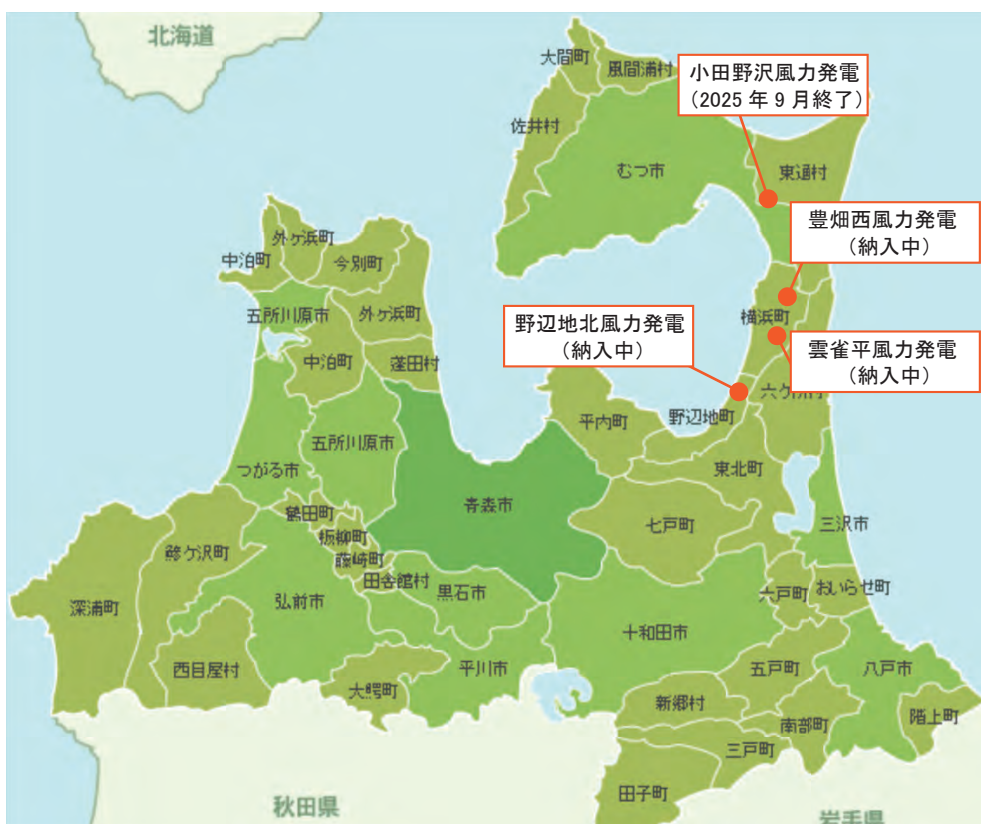 北海道
大間町
風間浦村
小田野沢風力発電
（2025年9月終了）
佐井村
むつ市
東通村
豊畑西風力発電
（納入中）
外ヶ浜町
中泊町
今別町
五所川原市
外ヶ浜町
横浜町
野辺地北風力発電
（納入中）
雲雀平風力発電
（納入中）
中泊町
蓬田村
六ケ所村
平内町
野辺地町
五所川原市
つがる市
東北町
青森市
七戸町
三沢市
鶴田町
板柳町
鯵ケ沢町
藤崎町
田舎館村
黒石市
六戸町
おいらせ町
深浦町
弘前市
十和田市
西目屋村
平川市
五戸町
八戸市
大鰐町
新郷村
南部町
階上町
三戸町
田子町
秋田県
岩手県